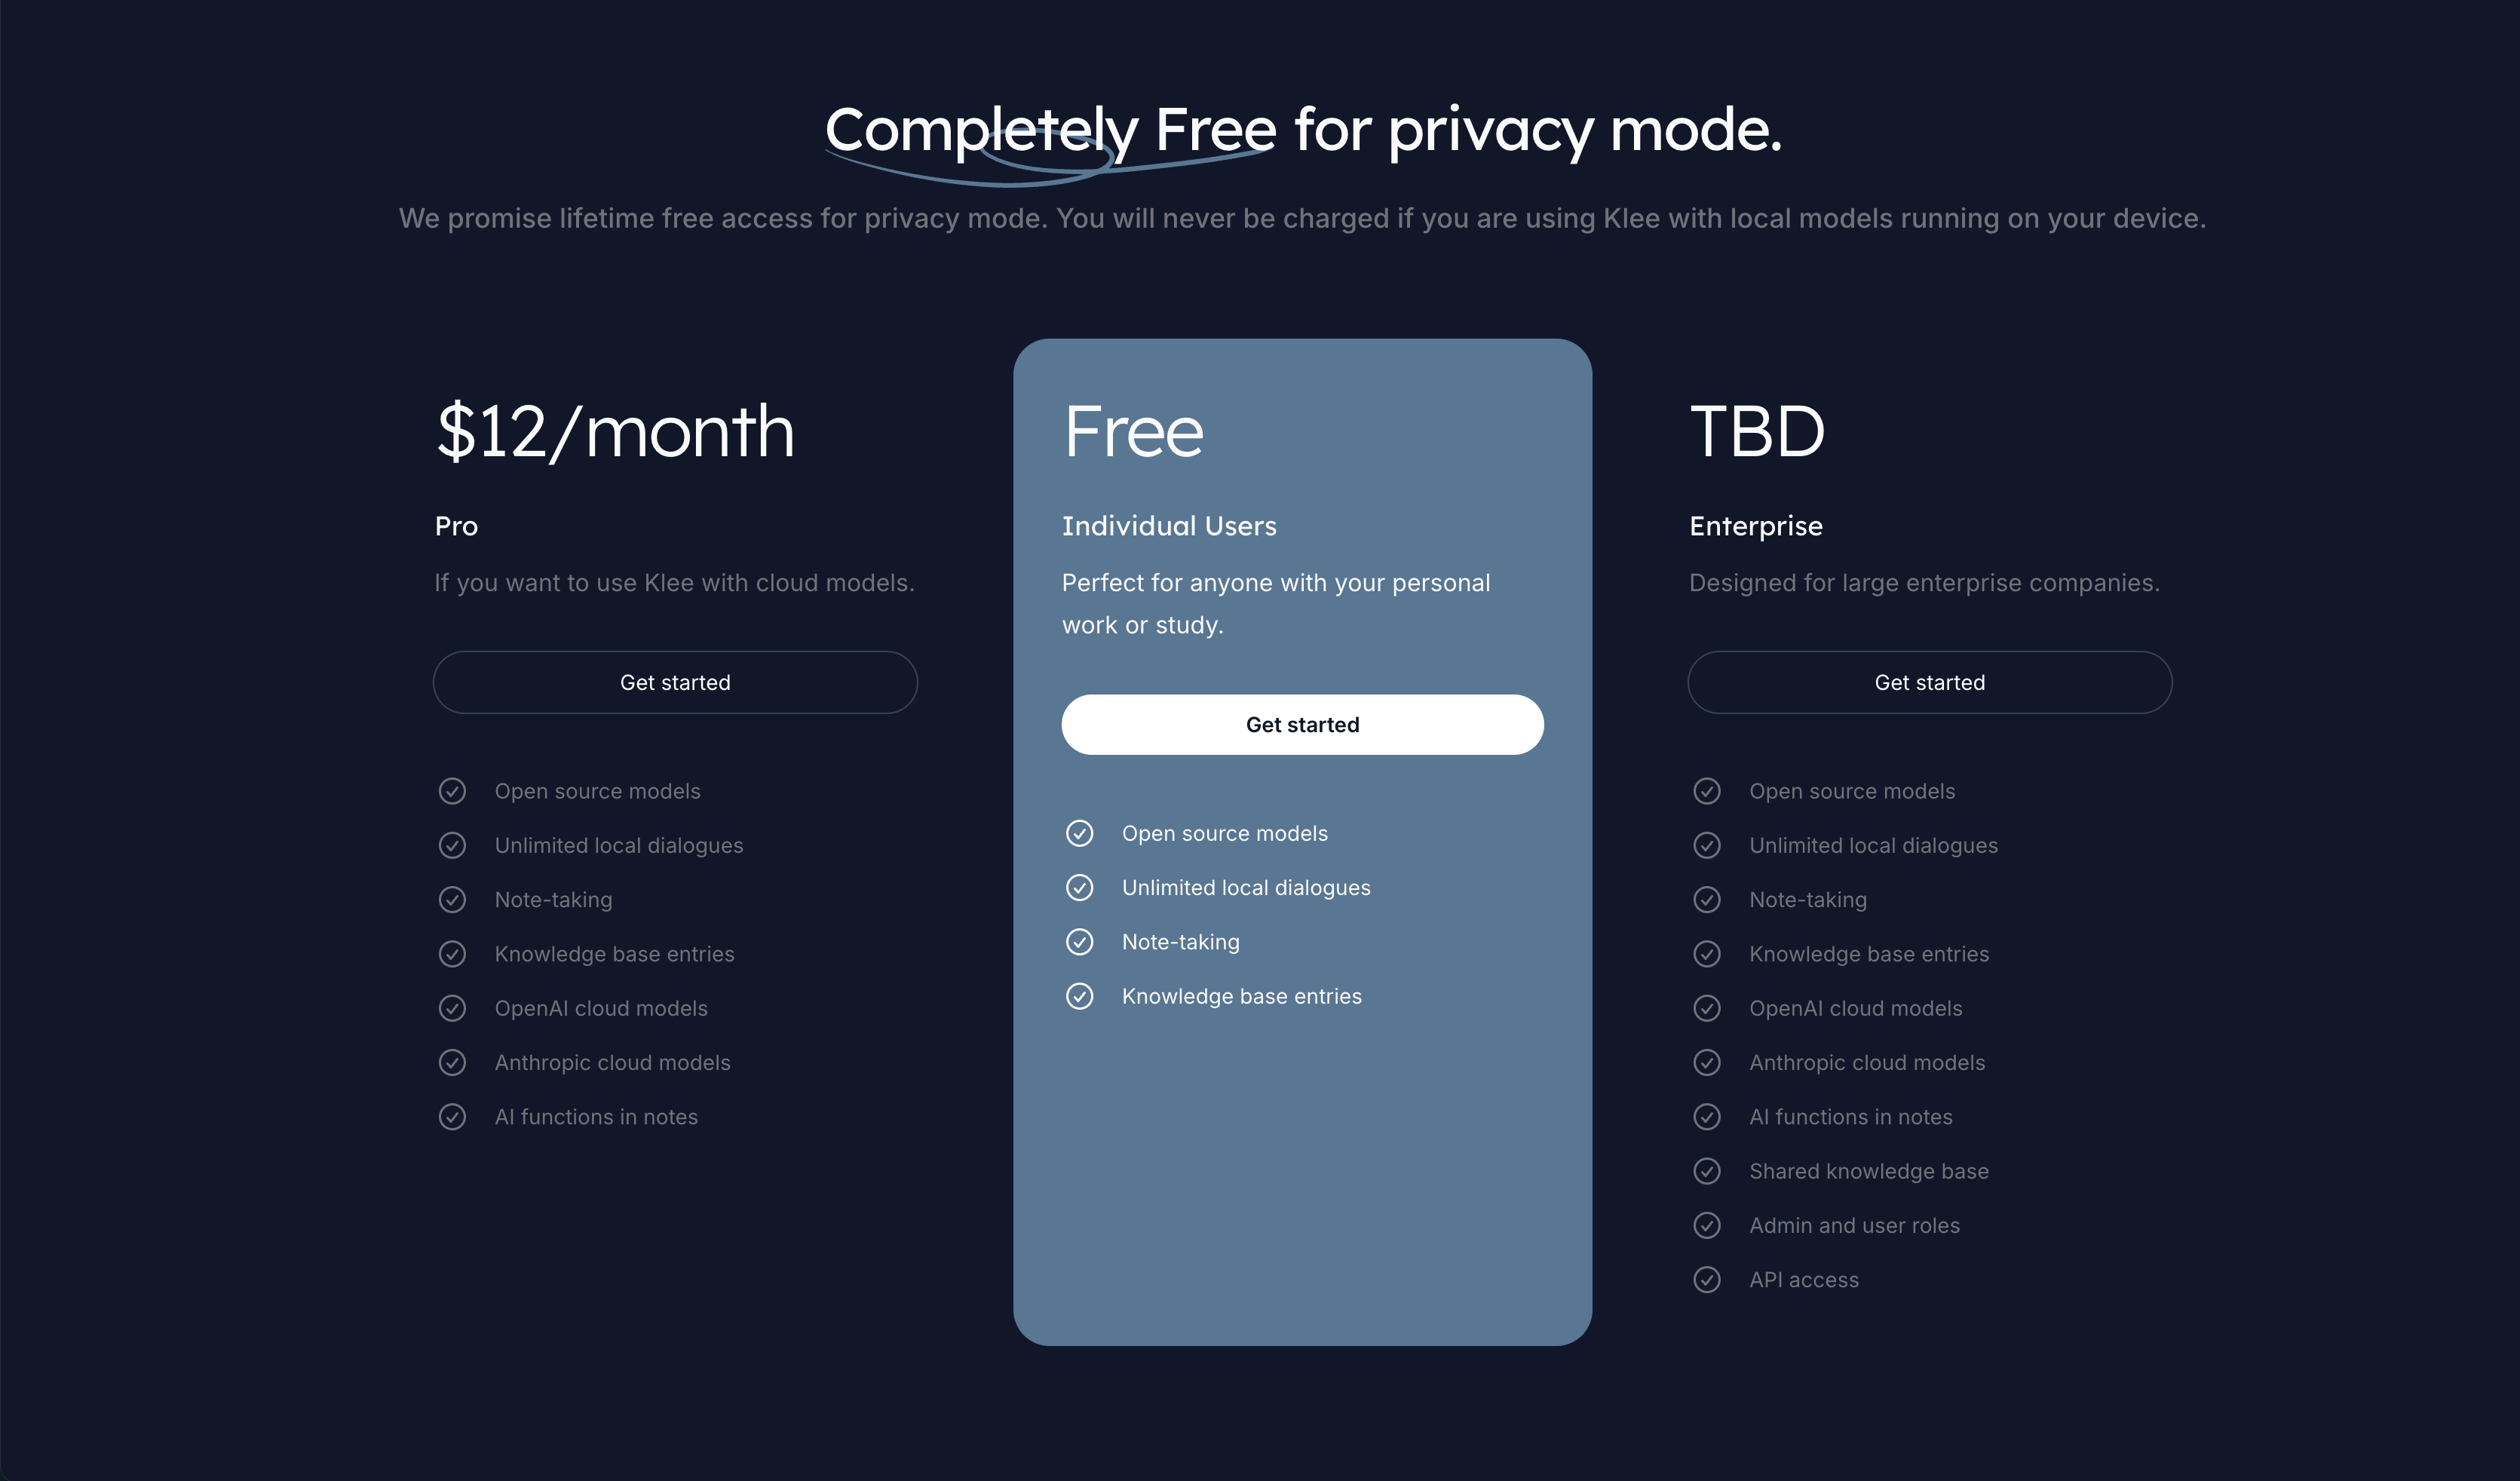 Completely Free for privacy mode.
We promise lifetime free access for privacy mode. You will never be charged if you are using Klee with local models running on your device.
$12/month
Pro
If you want to use Klee with cloud models.
Get started
Open source models
Unlimited local dialogues
Note-taking
Knowledge base entries
OpenAI cloud models
Anthropic cloud models
AI functions in notes
Free
Individual Users
Perfect for anyone with your personal
work or study.
Get started
Open source models
Unlimited local dialogues
Note-taking
Knowledge base entries
TBD
Enterprise
Designed for large enterprise companies.
Get started
Open source models
Unlimited local dialogues
Note-taking
Knowledge base entries
OpenAI cloud models
Anthropic cloud models
AI functions in notes
Shared knowledge base
Admin and user roles
API access